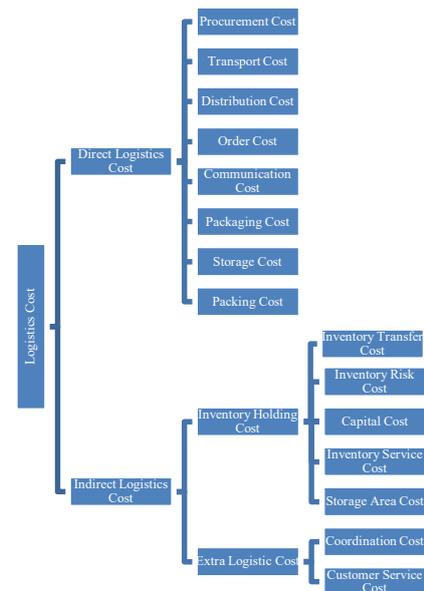 Logistics Cost
Direct Logistics
Cost
Procurement Cost
Transport Cost
Distribution Cost
Order Cost
Communication
Cost
Packaging Cost
Storage Cost
Packing Cost
Indirect Logistics
Cost
Inventory Holding
Cost
Inventory Transfer
Cost
Inventory Risk
Cost
Capital Cost
Inventory Service
Cost
Storage Area Cost
Extra Logistic Cost
Coordination Cost
Customer Service
Cost